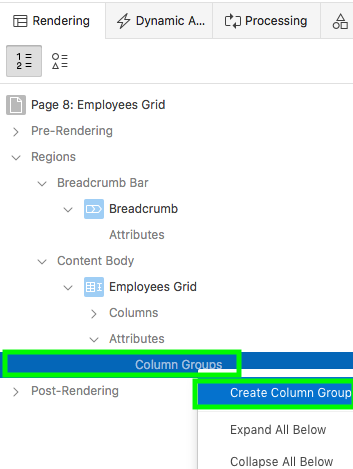 Rendering
Dynamic A...
Processing
Page 8: Employees Grid
Pre-Rendering
Regions
Breadcrumb Bar
Breadcrumb
Attributes
Content Body
Employees Grid
Columns
Attributes
Column Groups
Post-Rendering
Create Column Group
Expand All Below
Collapse All Below